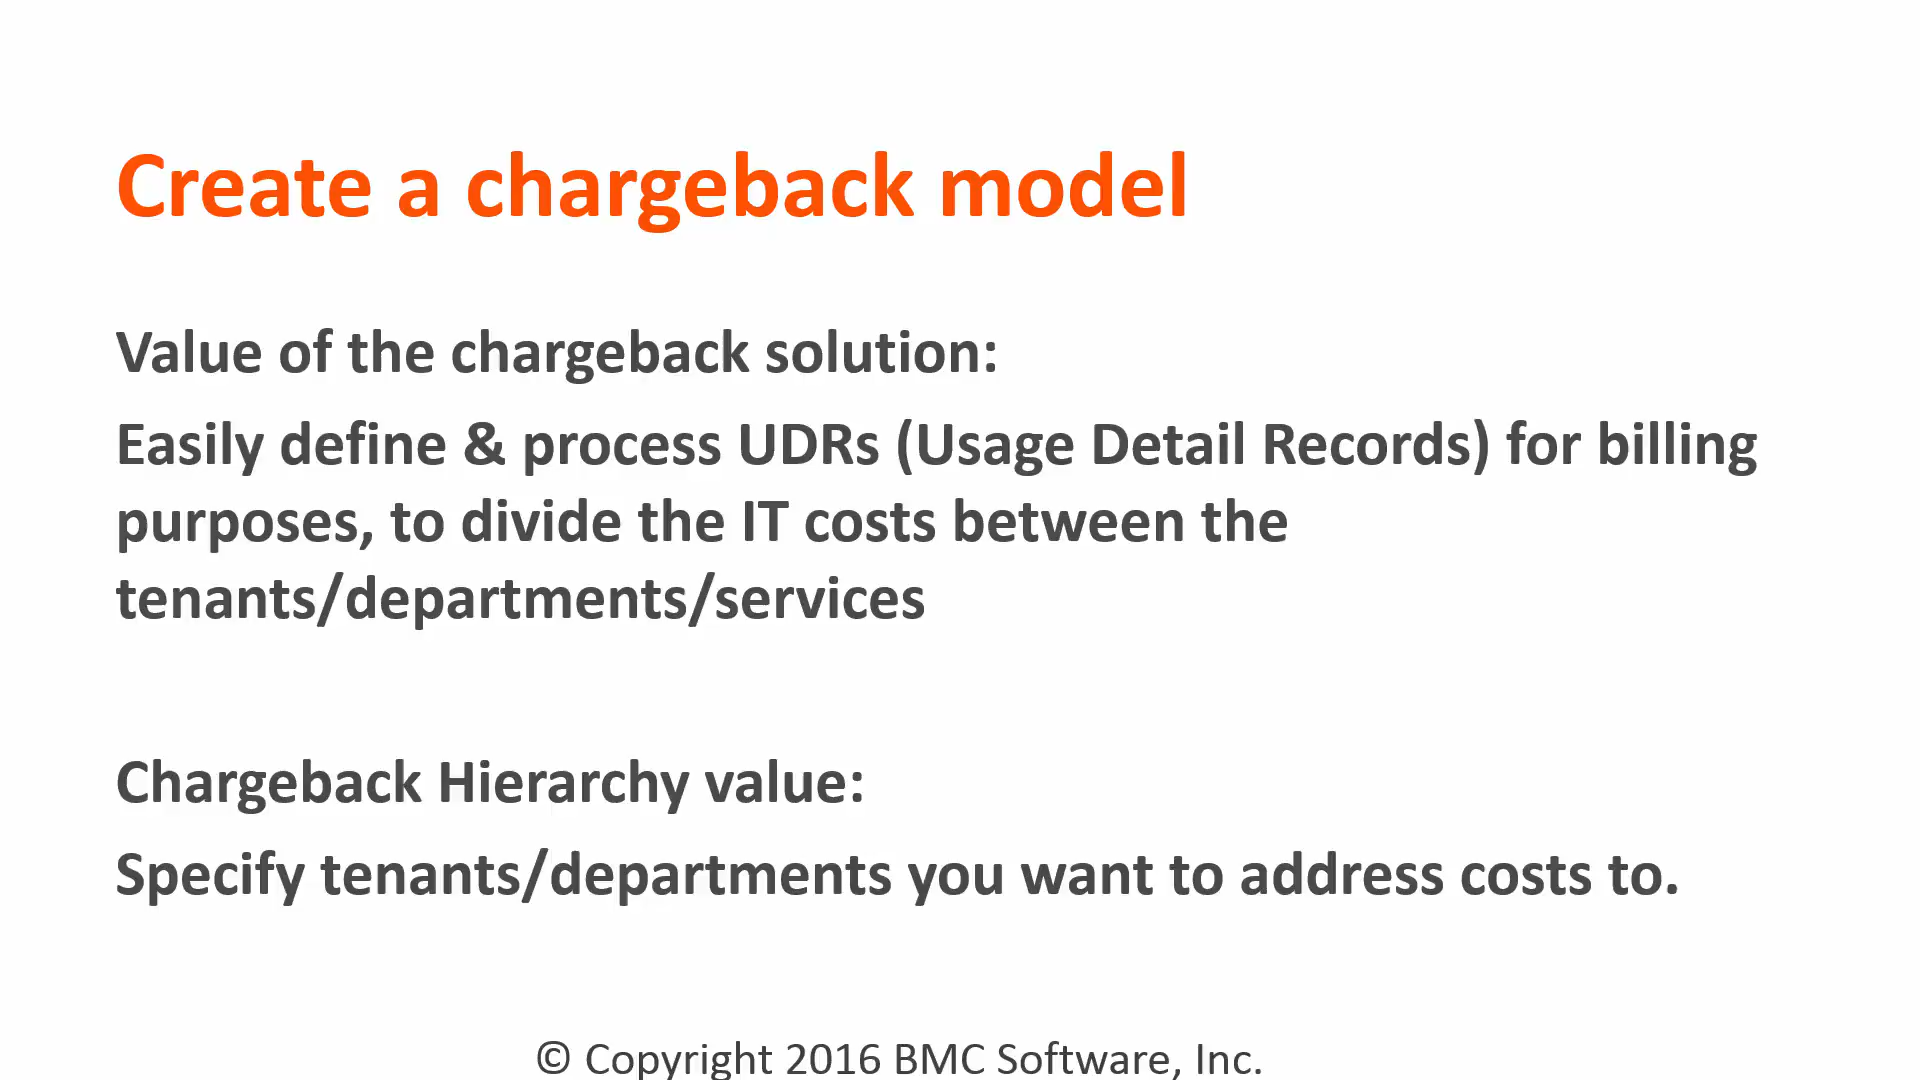 Create a chargeback model
Value of the chargeback solution:
Easily define & process UDRs (Usage Detail Records) for billing
purposes, to divide the IT costs between the
tenants/departments/services
Chargeback Hierarchy value:
Specify tenants/departments you want to address costs to.
© Copyright 2016 BMC Software, Inc.